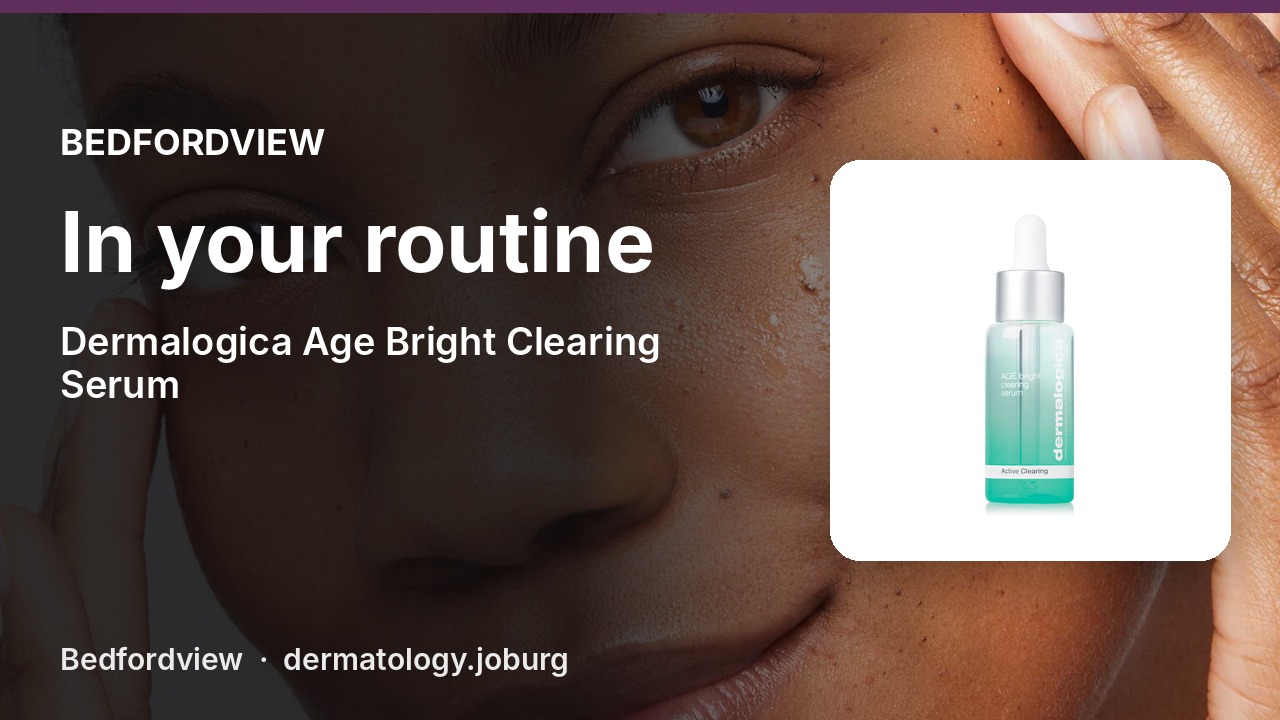 BEDFORDVIEW
In your routine
Dermalogica Age Bright Clearing
Serum
AGE bright
clearing
serum
dermalogica
Active Clearing
Bedfordview · dermatology.joburg